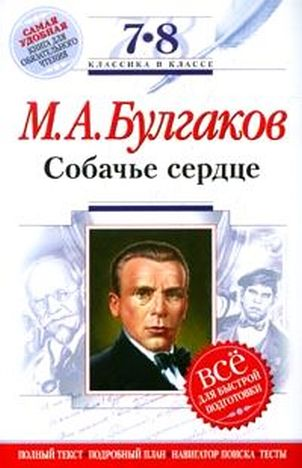 САМАЯ
УДОБНАЯ
КНИГА ДЛЯ
ОБЯЗАТЕЛЬНОГО
ЧТЕНИЯ
7•8
КЛАССИКА В КЛАССЕ
М.А.Булгаков
Собачье сердце
ВСЁ
ДЛЯ БЫСТРОЙ
ПОДГОТОВКИ
ПОЛНЫЙ ТЕКСТ • ПОДРОБНЫЙ ПЛАН • НАВИГАТОР ПОИСКА • ТЕСТЫ